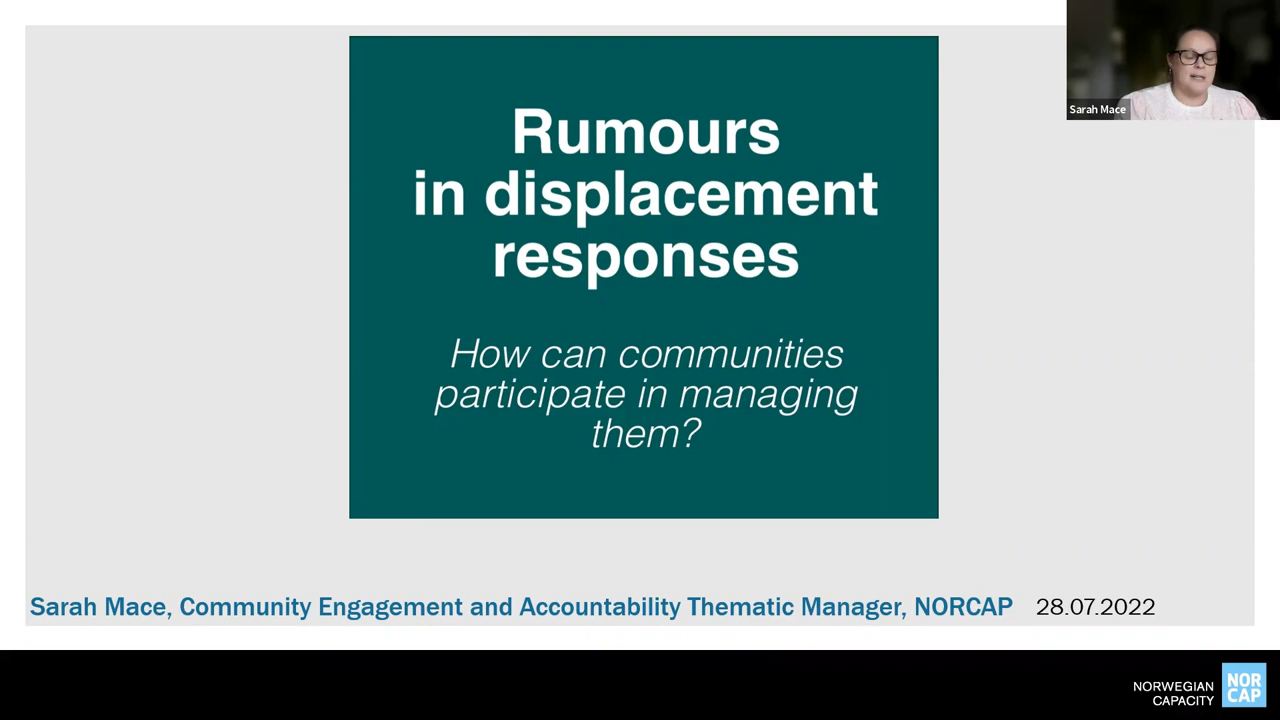 Rumours
in displacement
responses
How can communities
participate in managing
them?
Sarah Mace
Sarah Mace, Community Engagement and Accountability Thematic Manager, NORCAP 28.07.2022
NORWEGIAN
CAPACITY
NOR
CAP